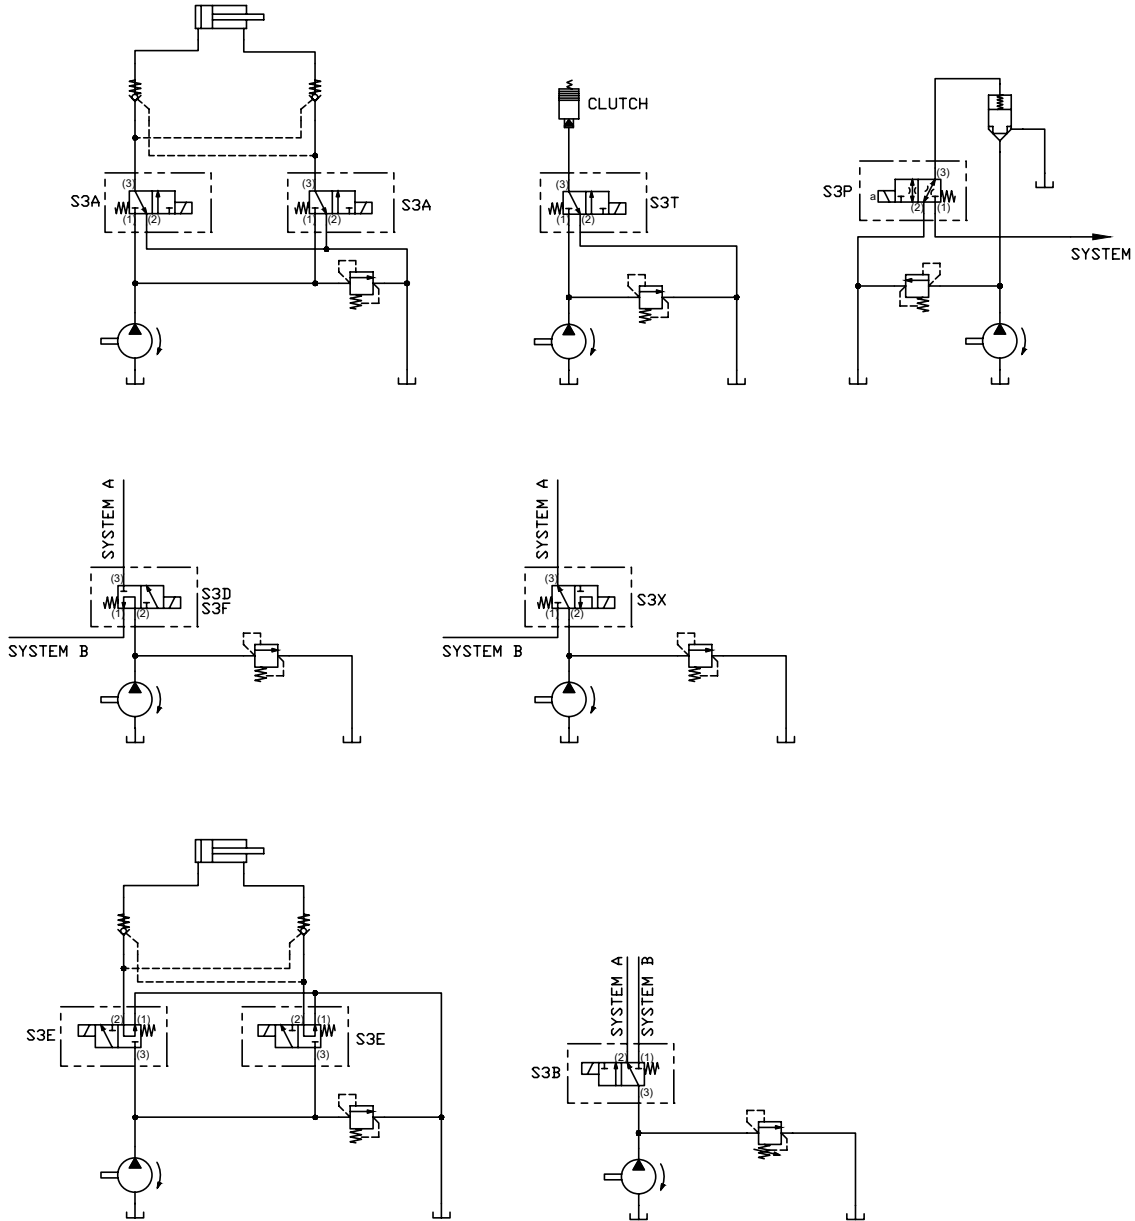 CLUTCH
(3)
S3A
(1)
(2)
(3)
S3A
(1)
(2)
(3)
S3T
(1)
(2)
(3)
S3P
a
(2)
(1)
SYSTEM
SYSTEM A
(3)
S3D
S3F
(1)
(2)
SYSTEM B
SYSTEM A
(3)
S3X
(1)
(2)
SYSTEM B
(2)
(1)
S3E
(3)
(2)
(1)
S3E
(3)
SYSTEM A
SYSTEM B
(2)
(1)
S3B
(3)